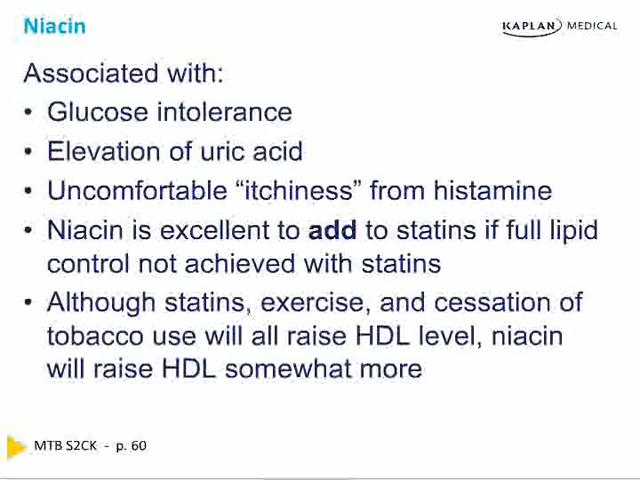 Niacin
KAPLAN MEDICAL
Associated with:
• Glucose intolerance
• Elevation of uric acid
• Uncomfortable “itchiness” from histamine
• Niacin is excellent to add to statins if full lipid
control not achieved with statins
• Although statins, exercise, and cessation of
tobacco use will all raise HDL level, niacin
will raise HDL somewhat more
MTB S2CK - p. 60